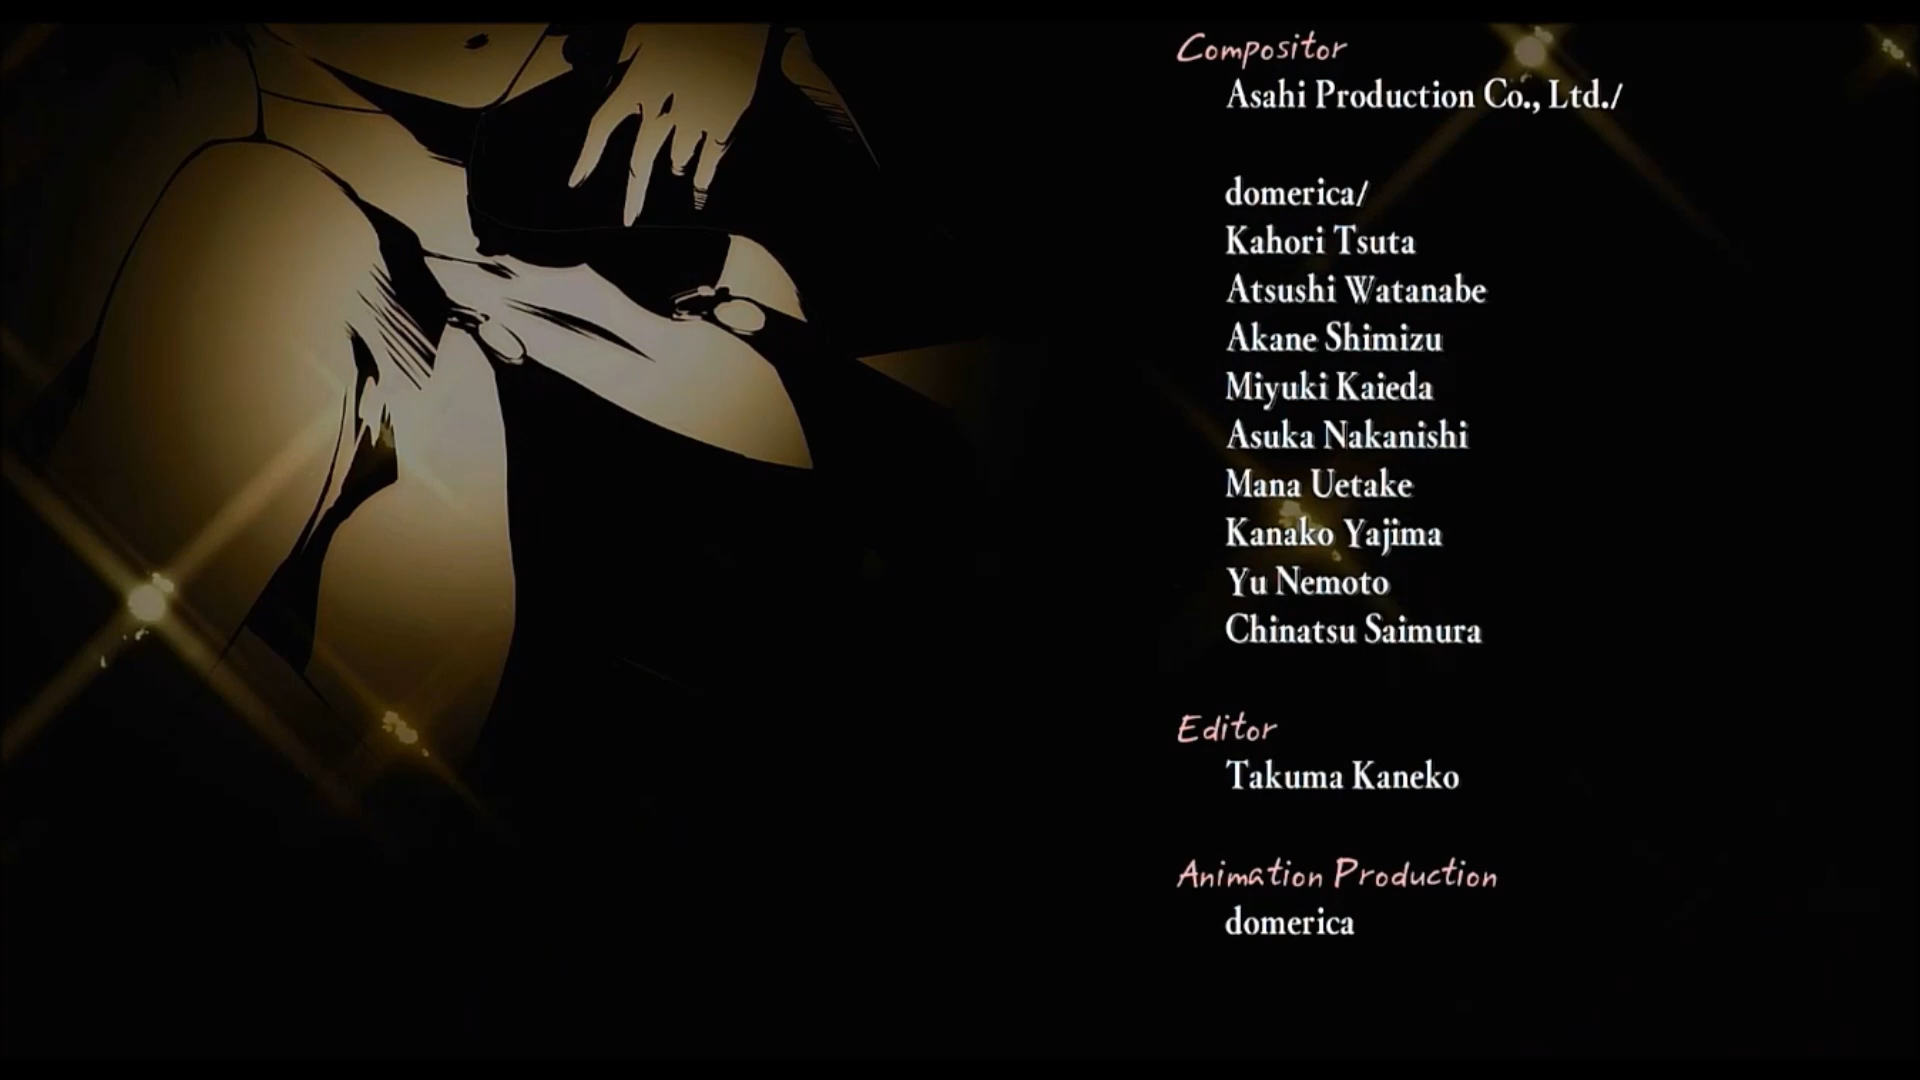 Compositor
Asahi Production Co., Ltd./
domerica/
Kahori Tsuta
Atsushi Watanabe
Akane Shimizu
Miyuki Kaieda
Asuka Nakanishi
Mana Uetake
Kanako Yajima
Yu Nemoto
Chinatsu Saimura
Editor
Takuma Kaneko
Animation Production
domerica